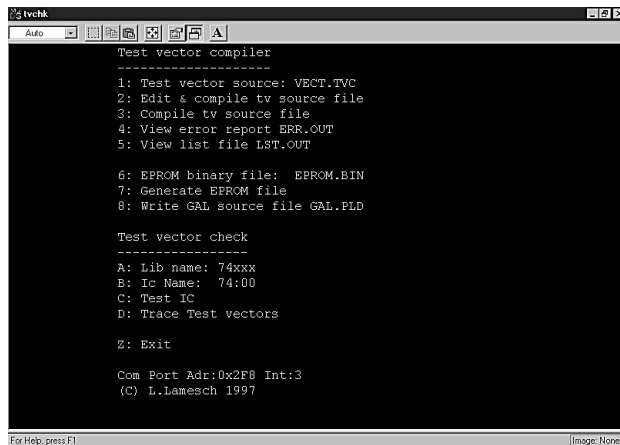 tvchk
Auto
A
Test vector compiler
--------------------
1: Test vector source: VECT.TVC
2: Edit & compile tv source file
3: Compile tv source file
4: View error report ERR.OUT
5: View list file LST.OUT
6: EPROM binary file: EPROM.BIN
7: Generate EPROM file
8: Write GAL source file GAL.PLD
Test vector check
-----------------
A: Lib name: 74xxx
B: Ic Name: 74:00
C: Test IC
D: Trace Test vectors
Z: Exit
Com Port Adr:0x2F8 Int:3
(C) L.Lamesch 1997
For Help, press F1
Image: None